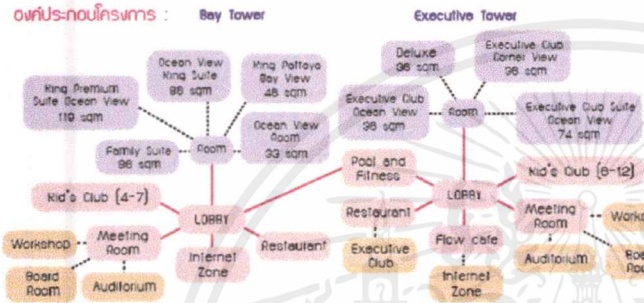 องค์ประกอบโครงการ :
Bay Tower
Executive Tower
King Premium
Suite Ocean View
119 sqm
Ocean View
King Suite
86 sqm
King Pattaya
Bay View
48 sqm
Family Suite
96 sqm
Room
Ocean View
Room
33 sqm
Kid's Club (4-7)
LOBBY
Workshop
Meeting
Room
Board
Room
Auditorium
Internet
Zone
Restaurant
Deluxe
36 sqm
Executive Club
Corner View
36 sqm
Executive Club
Ocean View
36 sqm
Room
Executive Club Suite
Ocean View
74 sqm
Pool and
Fitness
Kid's Club (8-12)
LOBBY
Restaurant
Executive
Club
Flow cafe
Internet
Zone
Meeting
Room
Auditorium